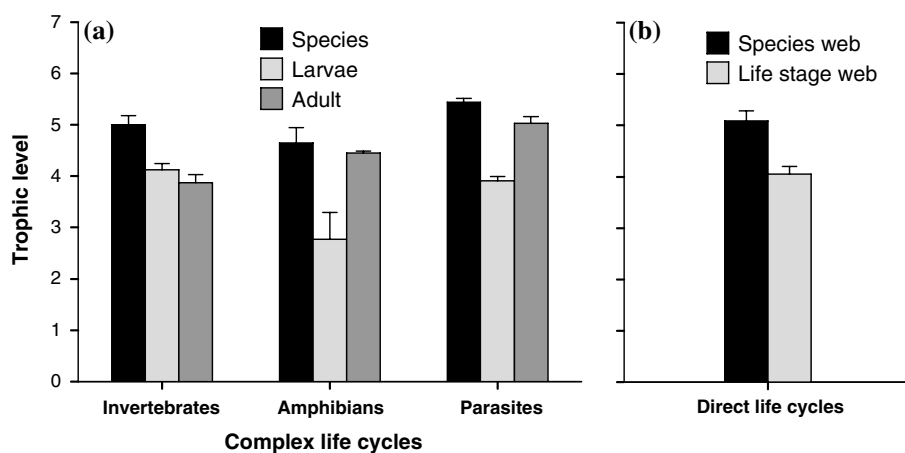 (a)
Species
Larvae
Adult
Trophic level
7
6
5
4
3
2
1
0
Invertebrates Amphibians Parasites
Complex life cycles
(b)
Species web
Life stage web
Direct life cycles